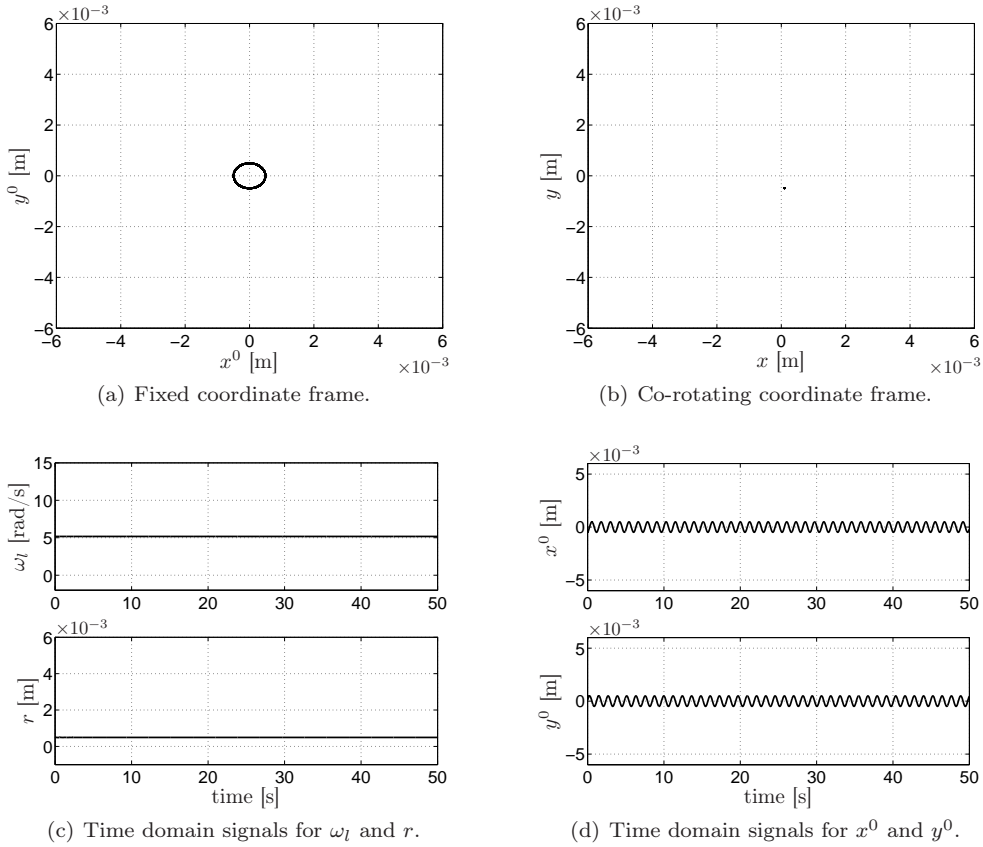 ×10⁻³
6
4
2
0
−2
−4
−6
y⁰ [m]
−6 −4 −2 0 2 4 6
x⁰ [m] ×10⁻³
(a) Fixed coordinate frame.
×10⁻³
6
4
2
0
−2
−4
−6
y [m]
−6 −4 −2 0 2 4 6
x [m] ×10⁻³
(b) Co-rotating coordinate frame.
15
10
5
0
ωₗ [rad/s]
0 10 20 30 40 50
×10⁻³
6
4
2
0
r [m]
0 10 20 30 40 50
time [s]
(c) Time domain signals for ωₗ and r.
×10⁻³
5
0
−5
x⁰ [m]
0 10 20 30 40 50
×10⁻³
5
0
−5
y⁰ [m]
0 10 20 30 40 50
time [s]
(d) Time domain signals for x⁰ and y⁰.